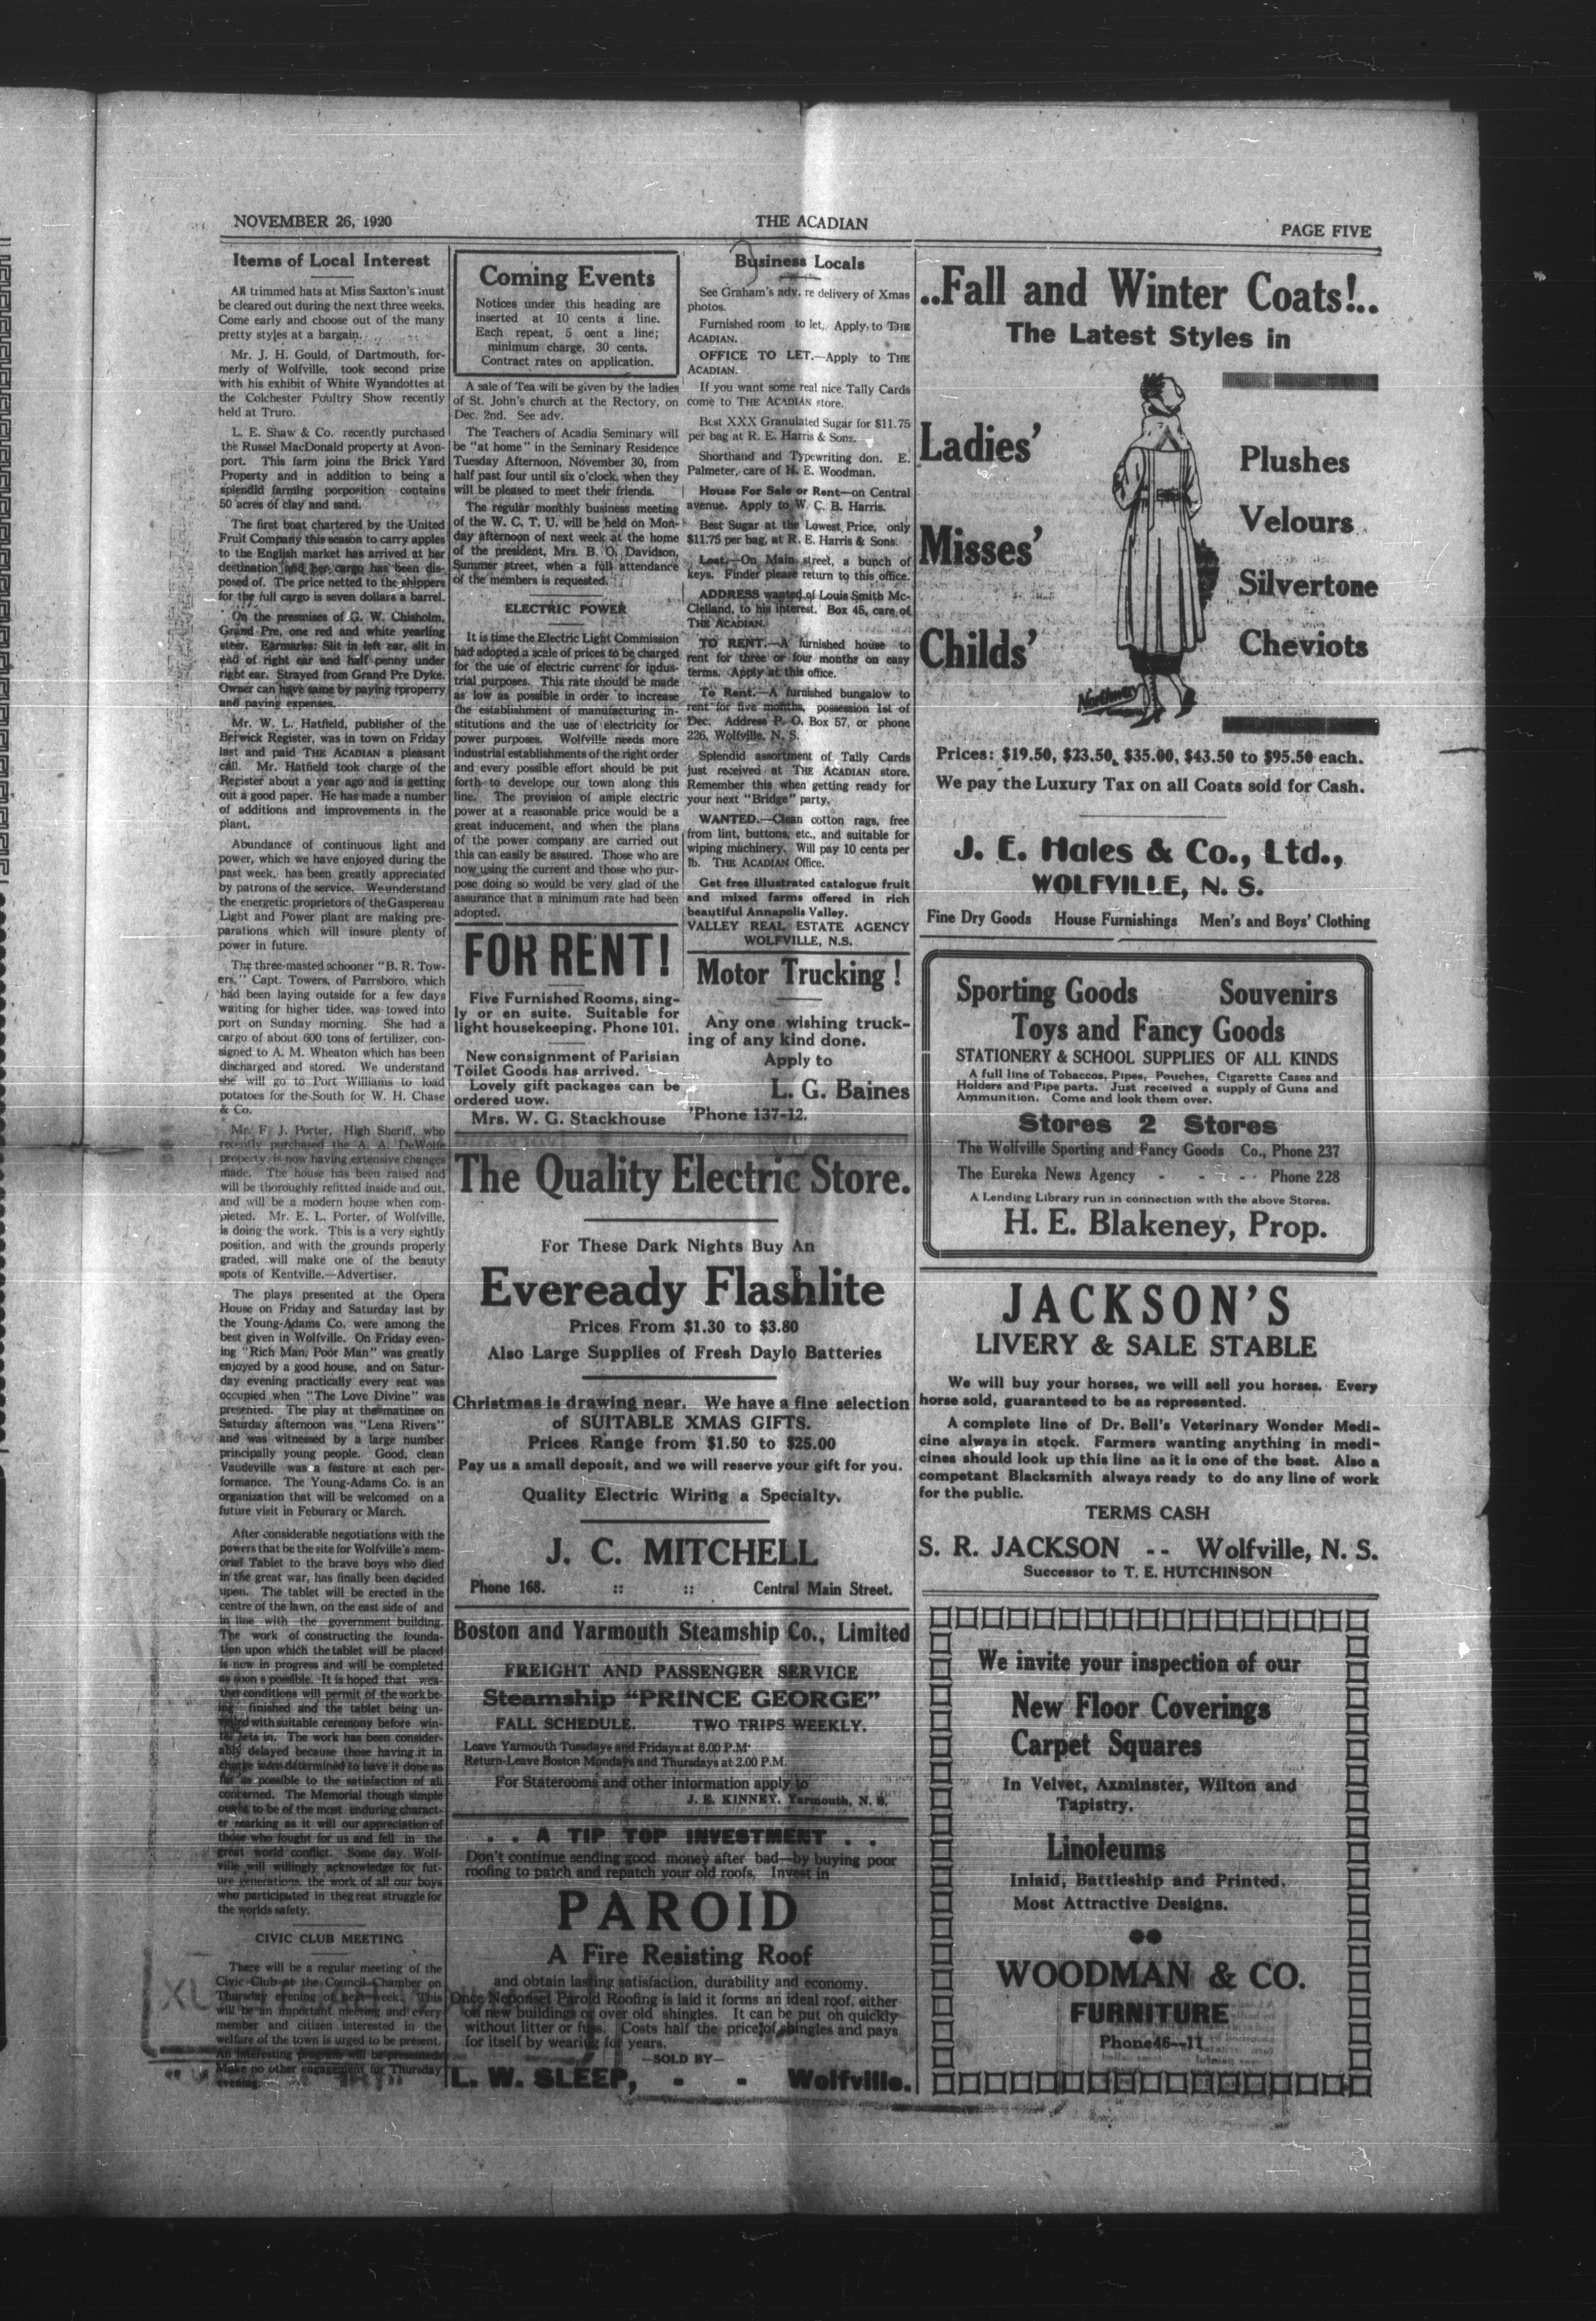 NOVEMBER 26, 1920
THE ACADIAN
PAGE FIVE
Items of Local Interest
All trimmed hats at Miss Saxton's must
be cleared out during the next three weeks.
Come early and choose out of the many
pretty styles at a bargain.
Mr. J. H. Gould, of Dartmouth, for-
merly of Wolfville, took second prize
with his exhibit of White Wyandottes at
the Colchester Poultry Show recently
held at Truro.
L. E. Shaw & Co. recently purchased
the Russel MacDonald property at Avon-
port. This farm joins the Brick Yard
Property and in addition to being a
splendid farming porposition contains
50 acres of clay and sand.
The first boat chartered by the United
Fruit Company this season to carry apples
to the English market has arrived at her
destination and her cargo has been dis-
posed of. The price netted to the shippers
for the full cargo is seven dollars a barrel.
On the presmises of G. W. Chisholm,
Grand Pre, one red and white yearling
steer. Earmarks: Slit in left ear, slit in
end of right ear and half penny under
right ear. Strayed from Grand Pre Dyke.
Owner can have same by paying rproperry
and paying expenses.
Mr. W. L. Hatfield, publisher of the
Berwick Register, was in town on Friday
last and paid THE ACADIAN a pleasant
call. Mr. Hatfield took charge of the
Register about a year ago and is getting
out a good paper. He has made a number
of additions and improvements in the
plant.
Abundance of continuous light and
power, which we have enjoyed during the
past week, has been greatly appreciated
by patrons of the service. We understand
the energetic proprietors of the Gaspereau
Light and Power plant are making pre-
parations which will insure plenty of
power in future.
The three-masted schooner "B. R. Tow-
ers," Capt. Towers, of Parrsboro, which
had been laying outside for a few days
waiting for higher tides, was towed into
port on Sunday morning. She had a
cargo of about 600 tons of fertilizer, con-
signed to A. M. Wheaton which has been
discharged and stored. We understand
she will go to Port Williams to load
potatoes for the South for W. H. Chase
& Co.
Mr. F. J. Porter, High Sheriff, who
recently purchased the A. A. DeWolfe
property, is now having extensive changes
made. The house has been raised and
will be thoroughly refitted inside and out,
and will be a modern house when com-
pleted. Mr. E. L. Porter, of Wolfville,
is doing the work. This is a very sightly
position, and with the grounds properly
graded, will make one of the beauty
spots of Kentville.—Advertiser.
The plays presented at the Opera
House on Friday and Saturday last by
the Young-Adams Co. were among the
best given in Wolfville. On Friday even-
ing "Rich Man, Poor Man" was greatly
enjoyed by a good house, and on Satur-
day evening practically every seat was
occupied when "The Love Divine" was
presented. The play at the matinee on
Saturday afternoon was "Lena Rivers"
and was witnessed by a large number
principally young people. Good, clean
Vaudeville was a feature at each per-
formance. The Young-Adams Co. is an
organization that will be welcomed on a
future visit in Feburary or March.
After considerable negotiations with the
powers that be the site for Wolfville's mem-
orial Tablet to the brave boys who died
in the great war, has finally been decided
upon. The tablet will be erected in the
centre of the lawn, on the east side of and
in line with the government building.
The work of constructing the founda-
tion upon which the tablet will be placed
is now in progress and will be completed
as soon s possible. It is hoped that wea-
ther conditions will permit of the work be-
ing finished and the tablet being un-
veiled with suitable ceremony before win-
ter sets in. The work has been consider-
ably delayed because those having it in
charge were determined to have it done as
far as possible to the satisfaction of all
concerned. The Memorial though simple
ought to be of the most enduring charact-
er marking as it will our appreciation of
those who fought for us and fell in the
great world conflict. Some day Wolf-
ville will willingly acknowledge for fut-
ure generations, the work of all our boys
who participated in theg reat struggle for
the worlds safety.
CIVIC CLUB MEETING
There will be a regular meeting of the
Civic Club at the Council Chamber on
Thursday evening of next week. This
will be an important meeting and every
member and citizen interested in the
welfare of the town is urged to be present.
An interesting program will be presented.
Make no other engagement for Thursday
evening.
Coming Events
Notices under this heading are
inserted at 10 cents a line.
Each repeat, 5 cent a line;
minimum charge, 30 cents.
Contract rates on application.
A sale of Tea will be given by the ladies
of St. John's church at the Rectory, on
Dec. 2nd. See adv.
The Teachers of Acadia Seminary will
be "at home" in the Seminary Residence
Tuesday Afternoon, November 30, from
half past four until six o'clock, when they
will be pleased to meet their friends.
The regular monthly business meeting
of the W. C. T. U. will be held on Mon-
day afternoon of next week at the home
of the president, Mrs. B. O. Davidson,
Summer street, when a full attendance
of the members is requested.
ELECTRIC POWER
It is time the Electric Light Commission
had adopted a scale of prices to be charged
for the use of electric current for indus-
trial purposes. This rate should be made
as low as possible in order to increase
the establishment of manufacturing in-
stitutions and the use of electricity for
power purposes. Wolfville needs more
industrial establishments of the right order
and every possible effort should be put
forth to develope our town along this
line. The provision of ample electric
power at a reasonable price would be a
great inducement, and when the plans
of the power company are carried out
this can easily be assured. Those who are
now using the current and those who pur-
pose doing so would be very glad of the
assurance that a minimum rate had been
adopted.
FOR RENT!
Five Furnished Rooms, sing-
ly or en suite. Suitable for
light housekeeping. Phone 101.
New consignment of Parisian
Toilet Goods has arrived.
Lovely gift packages can be
ordered uow.
Mrs. W. G. Stackhouse
Business Locals
See Graham's adv. re delivery of Xmas
photos.
Furnished room to let, Apply to THE
ACADIAN.
OFFICE TO LET.—Apply to THE
ACADIAN.
If you want some real nice Tally Cards
come to THE ACADIAN store.
Best XXX Granulated Sugar for $11.75
per bag at R. E. Harris & Sons.
Shorthand and Typewriting don. E.
Palmeter, care of H. E. Woodman.
House For Sale or Rent—on Central
avenue. Apply to W. C. B. Harris.
Best Sugar at the Lowest Price, only
$11.75 per bag, at R. E. Harris & Sons.
Lost.—On Main street, a bunch of
keys. Finder please return to this office.
ADDRESS wanted of Louis Smith Mc-
Clelland, to his interest. Box 45, care of
THE ACADIAN.
TO RENT.—A furnished house to
rent for three or four months on easy
terms. Apply at this office.
To Rent.—A furnished bungalow to
rent for five months, possession 1st of
Dec. Address P. O. Box 57, or phone
226, Wolfville, N. S.
Splendid assortment of Tally Cards
just received at THE ACADIAN store.
Remember this when getting ready for
your next "Bridge" party.
WANTED.—Clean cotton rags, free
from lint, buttons, etc., and suitable for
wiping machinery. Will pay 10 cents per
lb. THE ACADIAN Office.
Get free illustrated catalogue fruit
and mixed farms offered in rich
beautiful Annapolis Valley.
VALLEY REAL ESTATE AGENCY
WOLFVILLE, N.S.
Motor Trucking!
Any one wishing truck-
ing of any kind done.
Apply to
L. G. Baines
'Phone 137-12.
The Quality Electric Store.
For These Dark Nights Buy An
Eveready Flashlite
Prices From $1.30 to $3.80
Also Large Supplies of Fresh Daylo Batteries
Christmas is drawing near. We have a fine selection
of SUITABLE XMAS GIFTS.
Prices Range from $1.50 to $25.00
Pay us a small deposit, and we will reserve your gift for you.
Quality Electric Wiring a Specialty.
J. C. MITCHELL
Phone 168. :: :: Central Main Street.
Boston and Yarmouth Steamship Co., Limited
FREIGHT AND PASSENGER SERVICE
Steamship "PRINCE GEORGE"
FALL SCHEDULE. TWO TRIPS WEEKLY.
Leave Yarmouth Tuesdays and Fridays at 6.00 P.M.
Return-Leave Boston Mondays and Thursdays at 2.00 P.M.
For Staterooms and other information apply to
J. E. KINNEY, Yarmouth, N. S.
. . A TIP TOP INVESTMENT . .
Don't continue sending good money after bad—by buying poor
roofing to patch and repatch your old roofs. Invest in
PAROID
A Fire Resisting Roof
and obtain lasting satisfaction, durability and economy.
Once Neponset Paroid Roofing is laid it forms an ideal roof, either
on new buildings or over old shingles. It can be put on quickly
without litter or fuss. Costs half the price of shingles and pays
for itself by wearing for years.
—SOLD BY—
L. W. SLEEP, - - Wolfville.
..Fall and Winter Coats!..
The Latest Styles in
Ladies'
Misses'
Childs'
Plushes
Velours
Silvertone
Cheviots
Northway
Prices: $19.50, $23.50, $35.00, $43.50 to $95.50 each.
We pay the Luxury Tax on all Coats sold for Cash.
J. E. Hales & Co., Ltd.,
WOLFVILLE, N. S.
Fine Dry Goods House Furnishings Men's and Boys' Clothing
Sporting Goods Souvenirs
Toys and Fancy Goods
STATIONERY & SCHOOL SUPPLIES OF ALL KINDS
A full line of Tobaccos, Pipes, Pouches, Cigarette Cases and
Holders and Pipe parts. Just received a supply of Guns and
Ammunition. Come and look them over.
Stores 2 Stores
The Wolfville Sporting and Fancy Goods Co., Phone 237
The Eureka News Agency - - - Phone 228
A Lending Library run in connection with the above Stores.
H. E. Blakeney, Prop.
JACKSON'S
LIVERY & SALE STABLE
We will buy your horses, we will sell you horses. Every
horse sold, guaranteed to be as represented.
A complete line of Dr. Bell's Veterinary Wonder Medi-
cine always in stock. Farmers wanting anything in medi-
cines should look up this line as it is one of the best. Also a
competant Blacksmith always ready to do any line of work
for the public.
TERMS CASH
S. R. JACKSON -- Wolfville, N. S.
Successor to T. E. HUTCHINSON
We invite your inspection of our
New Floor Coverings
Carpet Squares
In Velvet, Axminster, Wilton and
Tapistry.
Linoleums
Inlaid, Battleship and Printed.
Most Attractive Designs.
WOODMAN & CO.
FURNITURE
Phone 46--11